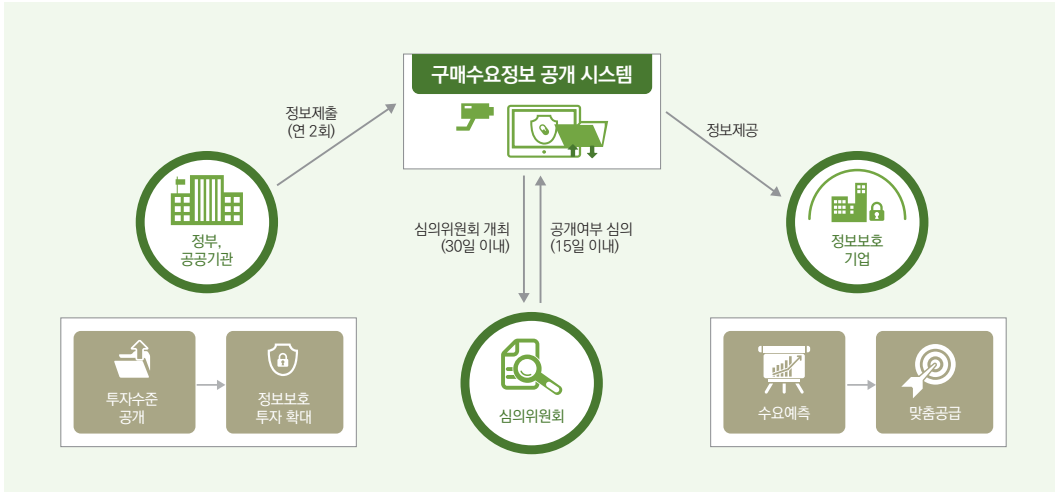 구매수요정보 공개 시스템
정보제출
(연 2회)
정보제공
정부,
공공기관
심의위원회 개최
(30일 이내)
공개여부 심의
(15일 이내)
정보보호
기업
투자수준
공개
정보보호
투자 확대
심의위원회
수요예측
맞춤공급